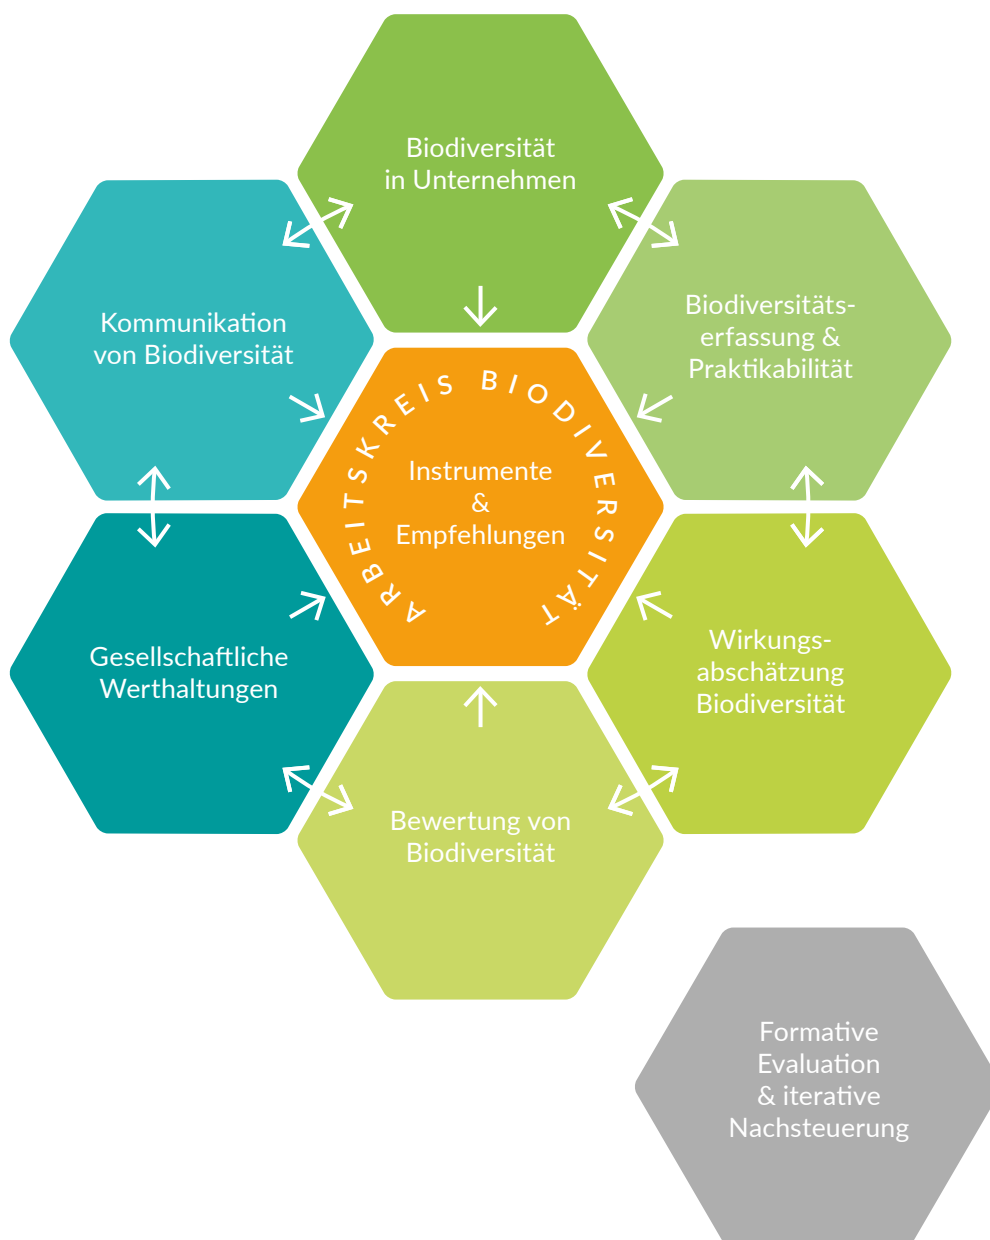 Biodiversität
in Unternehmen
Kommunikation
von Biodiversität
Biodiversitäts-
erfassung &
Praktikabilität
ARBEITSKREIS BIODIVERSITÄT
Instrumente
&
Empfehlungen
Gesellschaftliche
Werthaltungen
Wirkungs-
abschätzung
Biodiversität
Bewertung von
Biodiversität
Formative
Evaluation
& iterative
Nachsteuerung